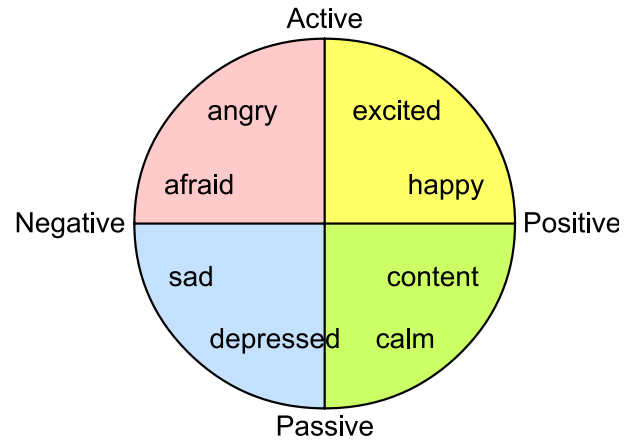 Active
angry excited
afraid happy
Negative Positive
sad content
depressed calm
Passive